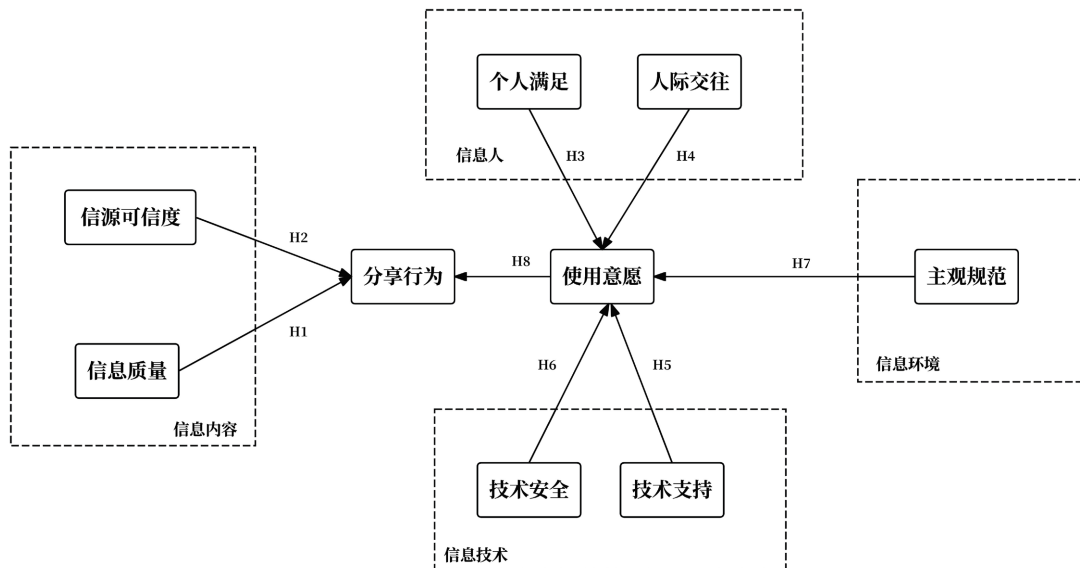 个人满足
人际交往
信息人
H3
H4
信源可信度
H2
分享行为
H8
使用意愿
H7
主观规范
H1
信息质量
信息内容
H6
H5
信息环境
技术安全
技术支持
信息技术